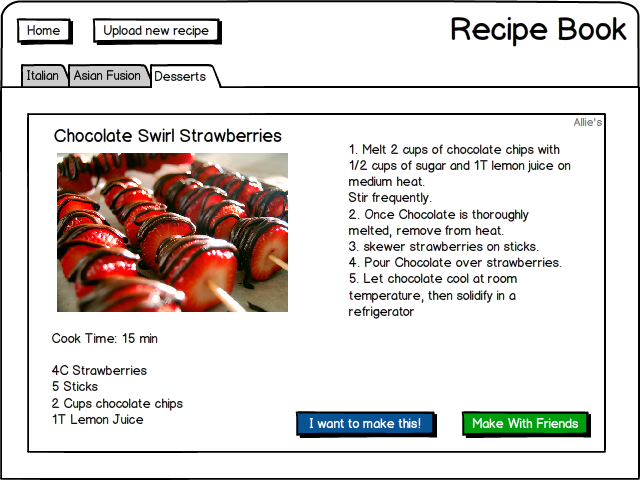 Home
Upload new recipe
Recipe Book
Italian
Asian Fusion
Desserts
Allie's
Chocolate Swirl Strawberries
1. Melt 2 cups of chocolate chips with
1/2 cups of sugar and 1T lemon juice on
medium heat.
Stir frequently.
2. Once Chocolate is thoroughly
melted, remove from heat.
3. skewer strawberries on sticks.
4. Pour Chocolate over strawberries.
5. Let chocolate cool at room
temperature, then solidify in a
refrigerator
Cook Time: 15 min
4C Strawberries
5 Sticks
2 Cups chocolate chips
1T Lemon Juice
I want to make this!
Make With Friends